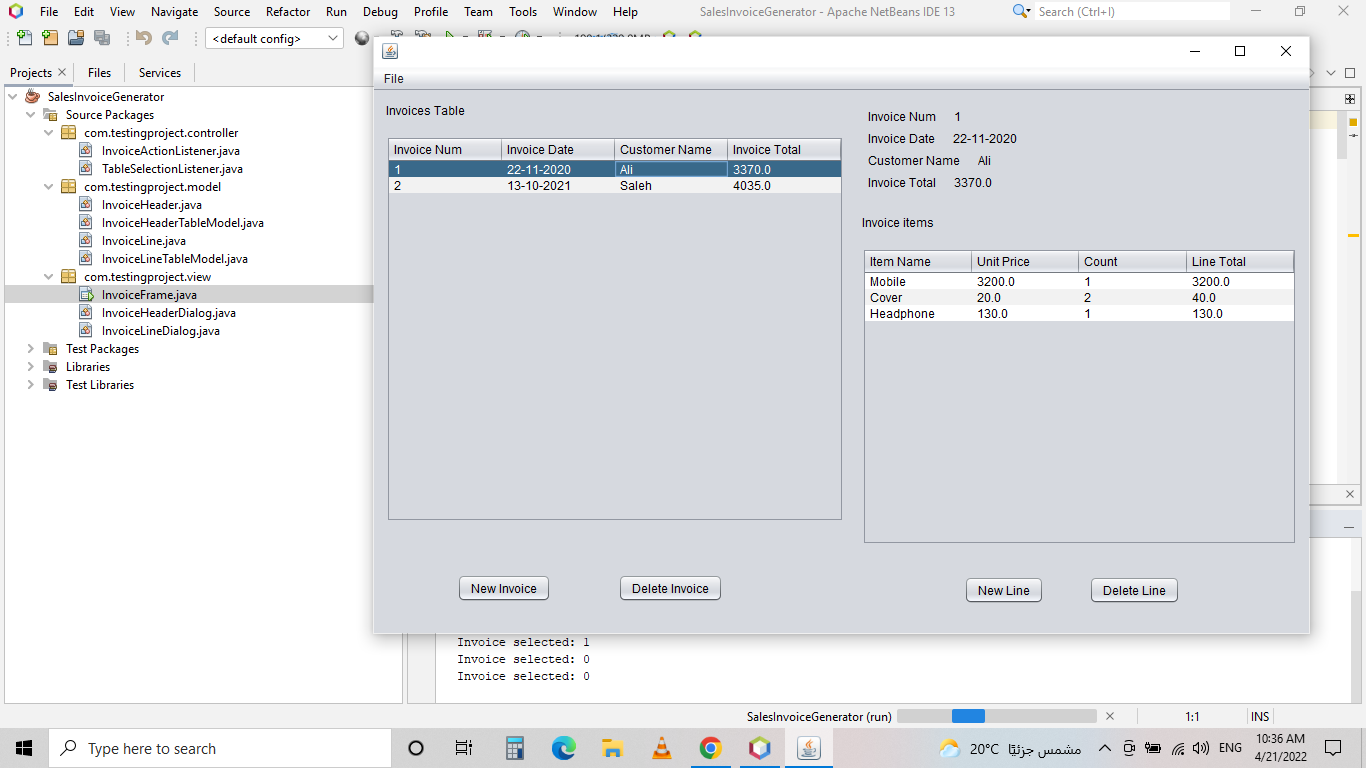 File Edit View Navigate Source Refactor Run Debug Profile Team Tools Window Help
SalesInvoiceGenerator - Apache NetBeans IDE 13
Search (Ctrl+I)
<default config>
Projects Files Services
SalesInvoiceGenerator
Source Packages
com.testingproject.controller
InvoiceActionListener.java
TableSelectionListener.java
com.testingproject.model
InvoiceHeader.java
InvoiceHeaderTableModel.java
InvoiceLine.java
InvoiceLineTableModel.java
com.testingproject.view
InvoiceFrame.java
InvoiceHeaderDialog.java
InvoiceLineDialog.java
Test Packages
Libraries
Test Libraries
File
Invoices Table
Invoice Num Invoice Date Customer Name Invoice Total
1 22-11-2020 Ali 3370.0
2 13-10-2021 Saleh 4035.0
New Invoice Delete Invoice
Invoice Num 1
Invoice Date 22-11-2020
Customer Name Ali
Invoice Total 3370.0
Invoice items
Item Name Unit Price Count Line Total
Mobile 3200.0 1 3200.0
Cover 20.0 2 40.0
Headphone 130.0 1 130.0
New Line Delete Line
Invoice selected: 1
Invoice selected: 0
Invoice selected: 0
SalesInvoiceGenerator (run)
1:1 INS
Type here to search
20°C مشمس جزئيًا
ENG
10:36 AM
4/21/2022